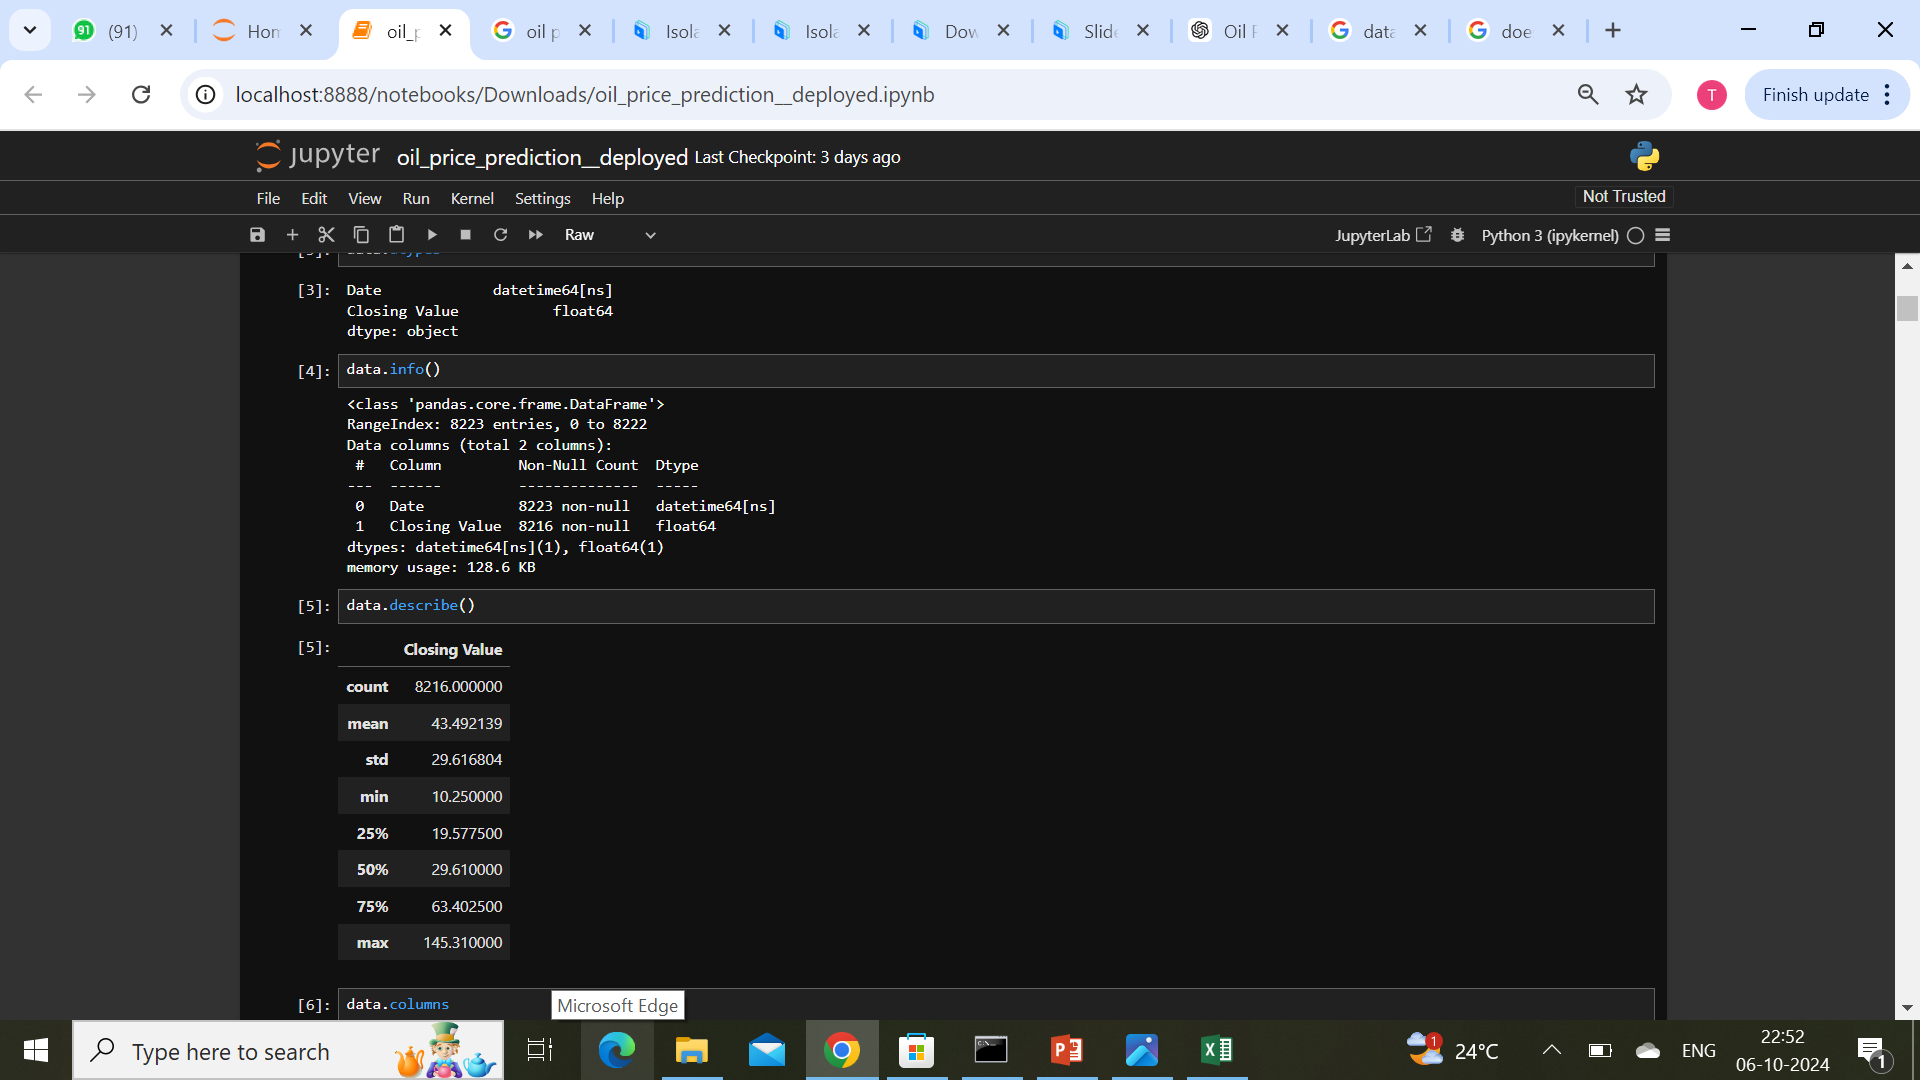 91
(91)
Hom
oil_p
oil p
Isola
Isola
Dow
Slide
Oil P
data
doe
localhost:8888/notebooks/Downloads/oil_price_prediction__deployed.ipynb
T
Finish update
jupyter oil_price_prediction__deployed Last Checkpoint: 3 days ago
File Edit View Run Kernel Settings Help
Not Trusted
Raw
JupyterLab
Python 3 (ipykernel)
[3]: Date datetime64[ns]
Closing Value float64
dtype: object
[4]: data.info()
<class 'pandas.core.frame.DataFrame'>
RangeIndex: 8223 entries, 0 to 8222
Data columns (total 2 columns):
# Column Non-Null Count Dtype
--- ------ -------------- -----
0 Date 8223 non-null datetime64[ns]
1 Closing Value 8216 non-null float64
dtypes: datetime64[ns](1), float64(1)
memory usage: 128.6 KB
[5]: data.describe()
[5]: Closing Value
count 8216.000000
mean 43.492139
std 29.616804
min 10.250000
25% 19.577500
50% 29.610000
75% 63.402500
max 145.310000
[6]: data.columns
Microsoft Edge
Type here to search
1
24°C
ENG
22:52
06-10-2024
1